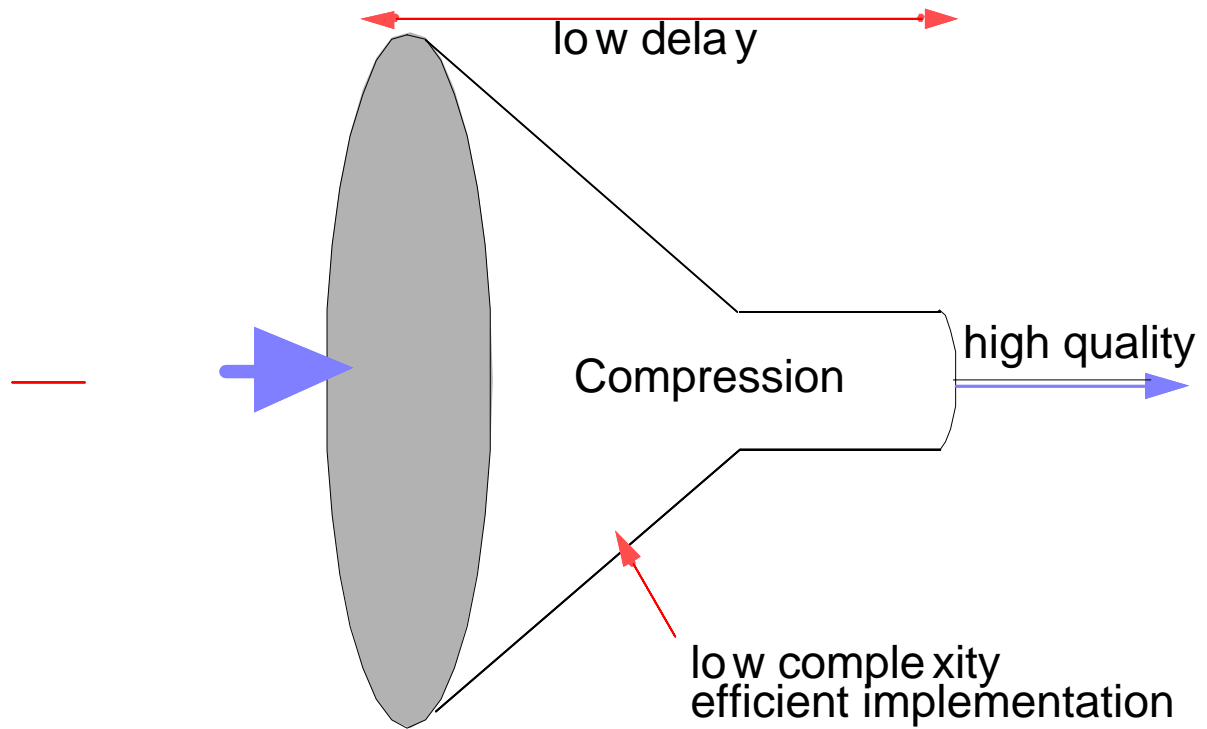 low delay
high quality
Compression
low complexity
efficient implementation